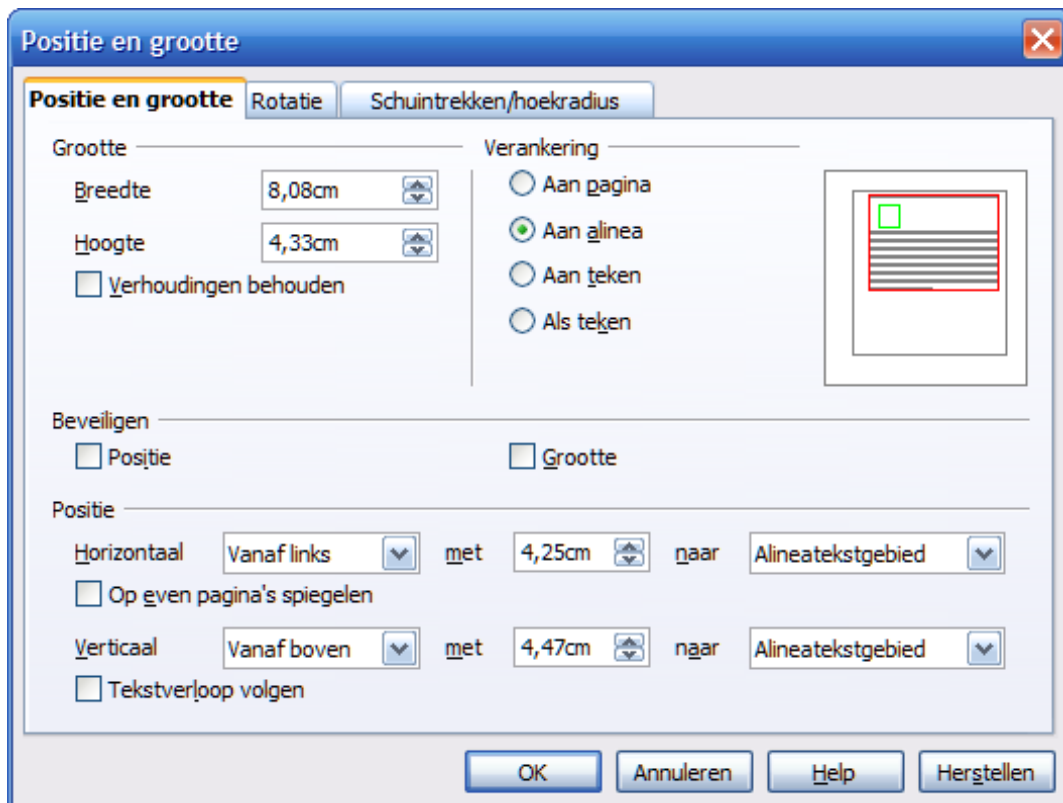 Positie en grootte
Positie en grootte Rotatie Schuintrekken/hoekradius
Grootte Verankering
Breedte 8,08cm Aan pagina
Aan alinea
Hoogte 4,33cm
Aan teken
Verhoudingen behouden
Als teken
Beveiligen
Positie Grootte
Positie
Horizontaal Vanaf links met 4,25cm naar Alineatekstgebied
Op even pagina's spiegelen
Verticaal Vanaf boven met 4,47cm naar Alineatekstgebied
Tekstverloop volgen
OK Annuleren Help Herstellen